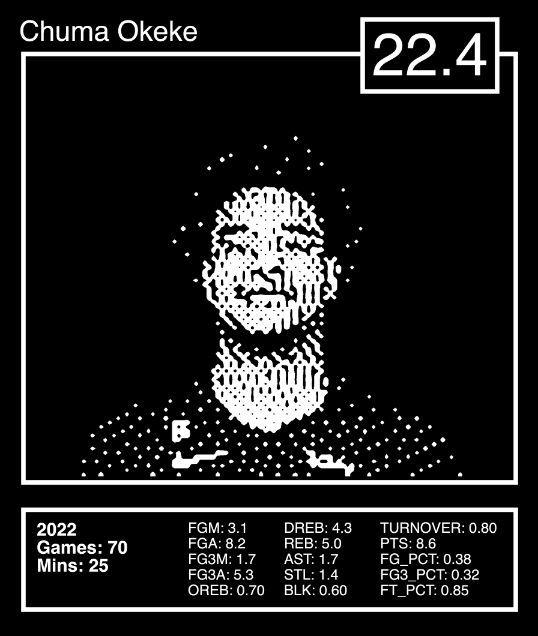 Chuma Okeke
22.4
2022
Games: 70
Mins: 25
FGM: 3.1
FGA: 8.2
FG3M: 1.7
FG3A: 5.3
OREB: 0.70
DREB: 4.3
REB: 5.0
AST: 1.7
STL: 1.4
BLK: 0.60
TURNOVER: 0.80
PTS: 8.6
FG_PCT: 0.38
FG3_PCT: 0.32
FT_PCT: 0.85